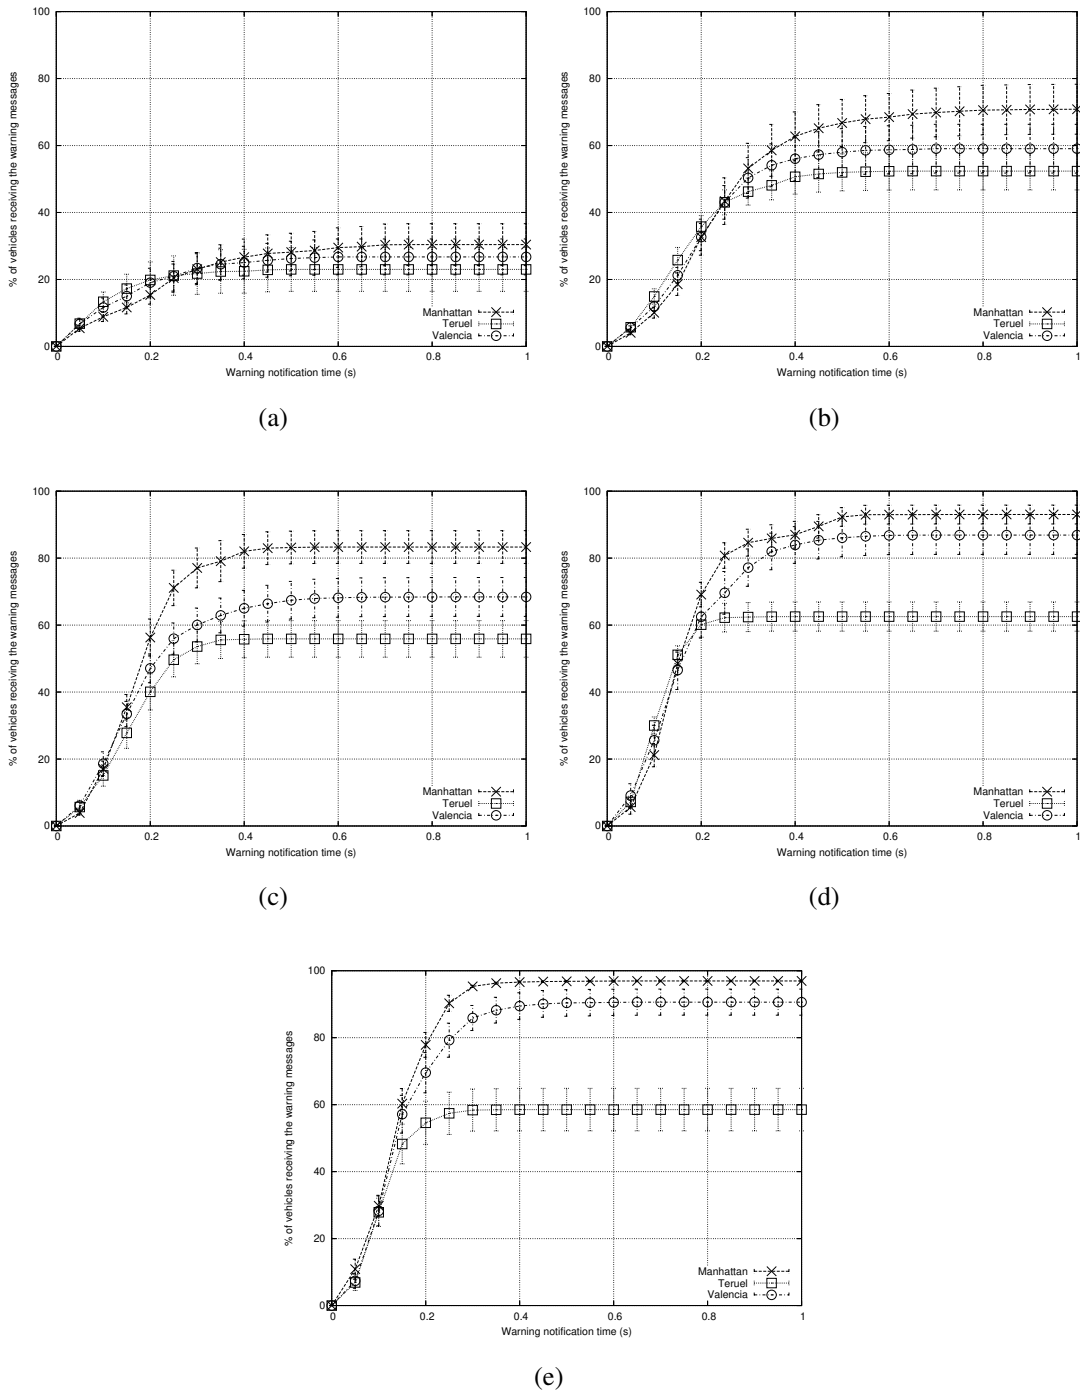 100
80
60
40
20
0
0 0.2 0.4 0.6 0.8 1
% of vehicles receiving the warning messages
Warning notification time (s)
Manhattan
Teruel
Valencia
(a)
100
80
60
40
20
0
0 0.2 0.4 0.6 0.8 1
% of vehicles receiving the warning messages
Warning notification time (s)
Manhattan
Teruel
Valencia
(b)
100
80
60
40
20
0
0 0.2 0.4 0.6 0.8 1
% of vehicles receiving the warning messages
Warning notification time (s)
Manhattan
Teruel
Valencia
(c)
100
80
60
40
20
0
0 0.2 0.4 0.6 0.8 1
% of vehicles receiving the warning messages
Warning notification time (s)
Manhattan
Teruel
Valencia
(d)
100
80
60
40
20
0
0 0.2 0.4 0.6 0.8 1
% of vehicles receiving the warning messages
Warning notification time (s)
Manhattan
Teruel
Valencia
(e)